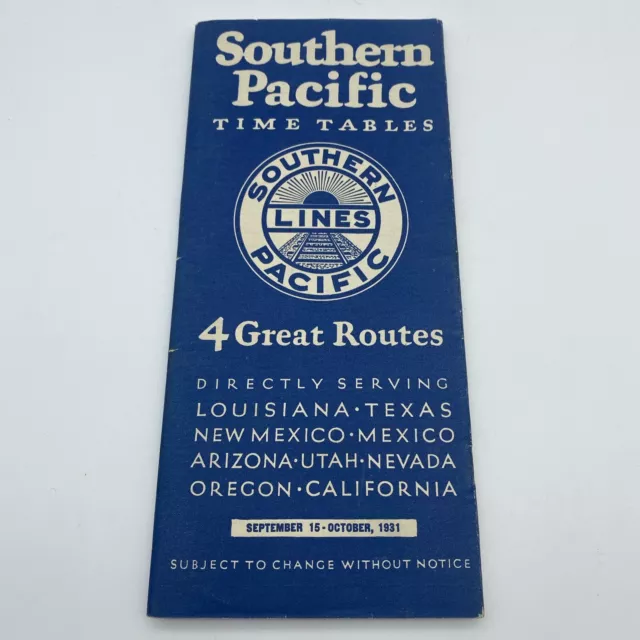 Southern
Pacific
TIME TABLES
SOUTHERN
LINES
PACIFIC
4 Great Routes
DIRECTLY SERVING
LOUISIANA · TEXAS
NEW MEXICO · MEXICO
ARIZONA · UTAH · NEVADA
OREGON · CALIFORNIA
SEPTEMBER 15 - OCTOBER, 1931
SUBJECT TO CHANGE WITHOUT NOTICE